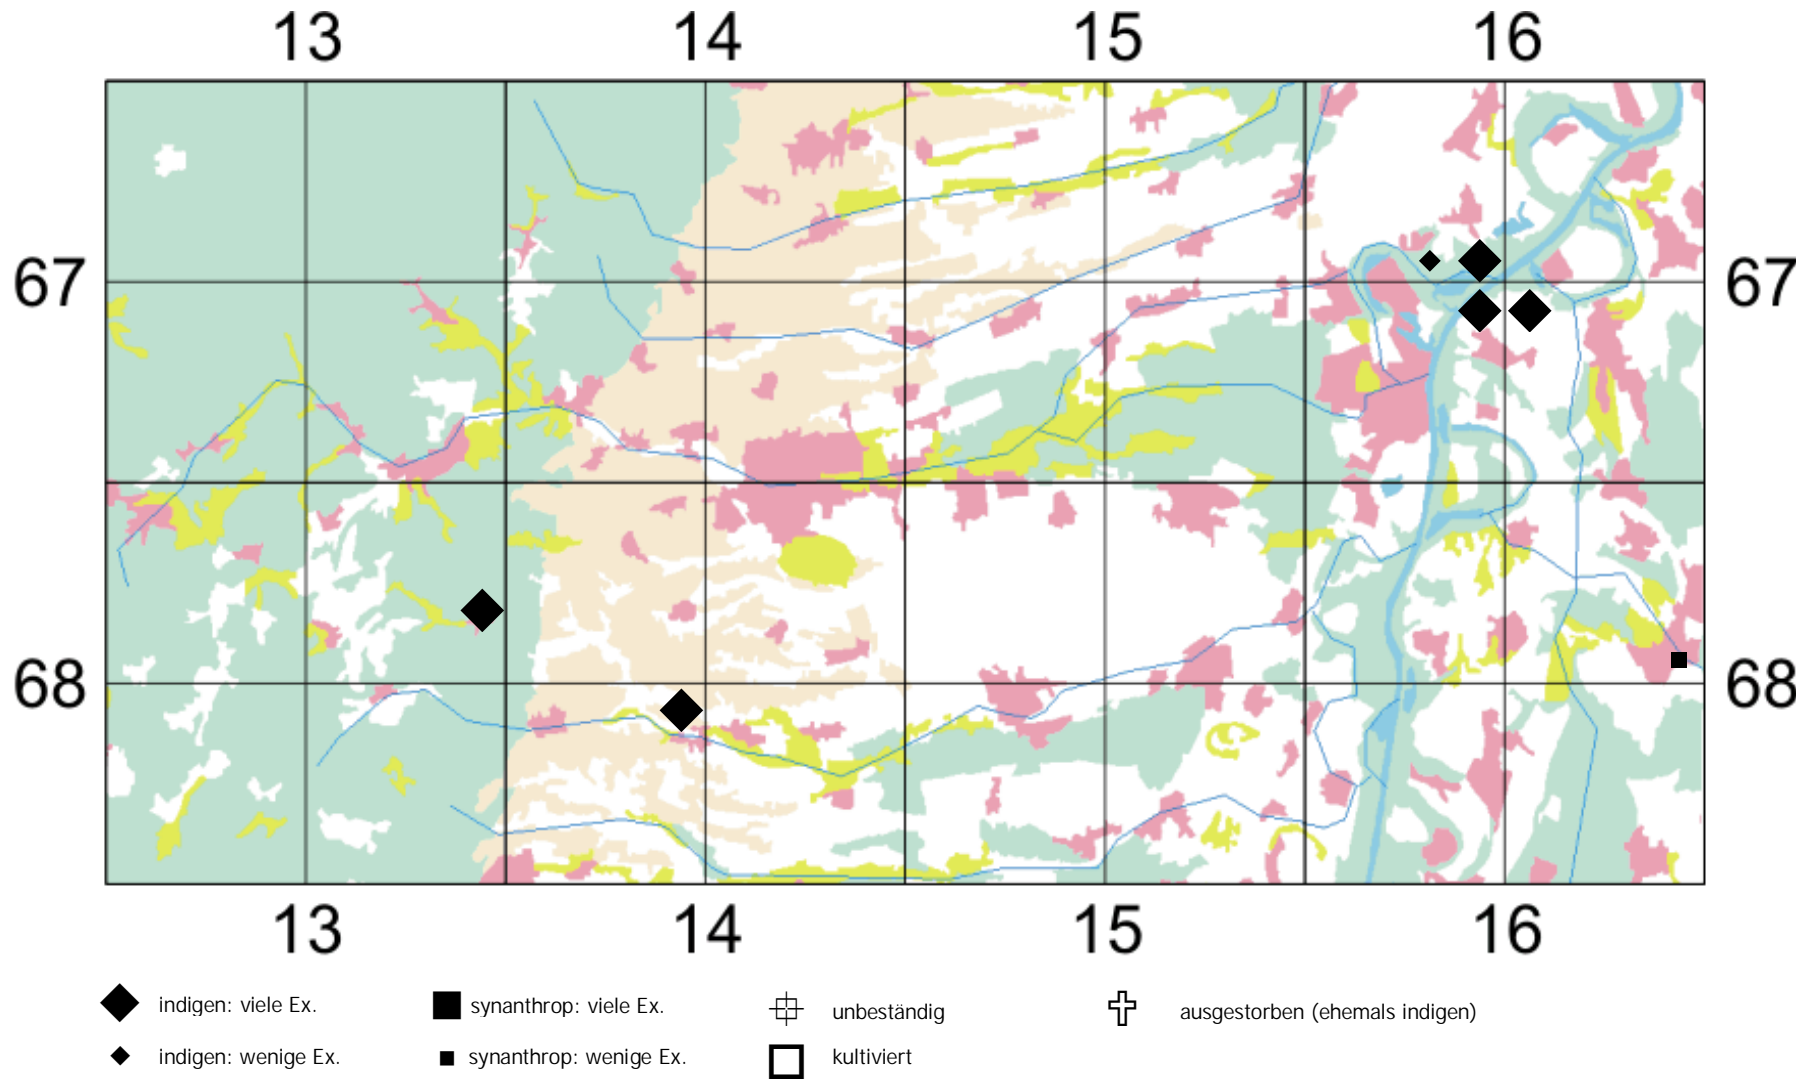 13 14 15 16
67 67
68 68
13 14 15 16
indigen: viele Ex. synanthrop: viele Ex. unbeständig ausgestorben (ehemals indigen)
indigen: wenige Ex. synanthrop: wenige Ex. kultiviert